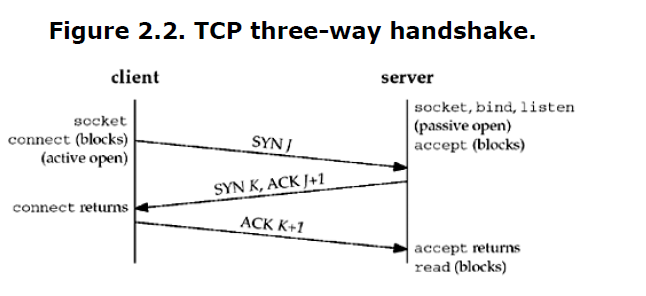 Figure 2.2. TCP three-way handshake.
client
server
socket
connect (blocks)
(active open)
socket, bind, listen
(passive open)
accept (blocks)
SYN J
SYN K, ACK J+1
connect returns
ACK K+1
accept returns
read (blocks)